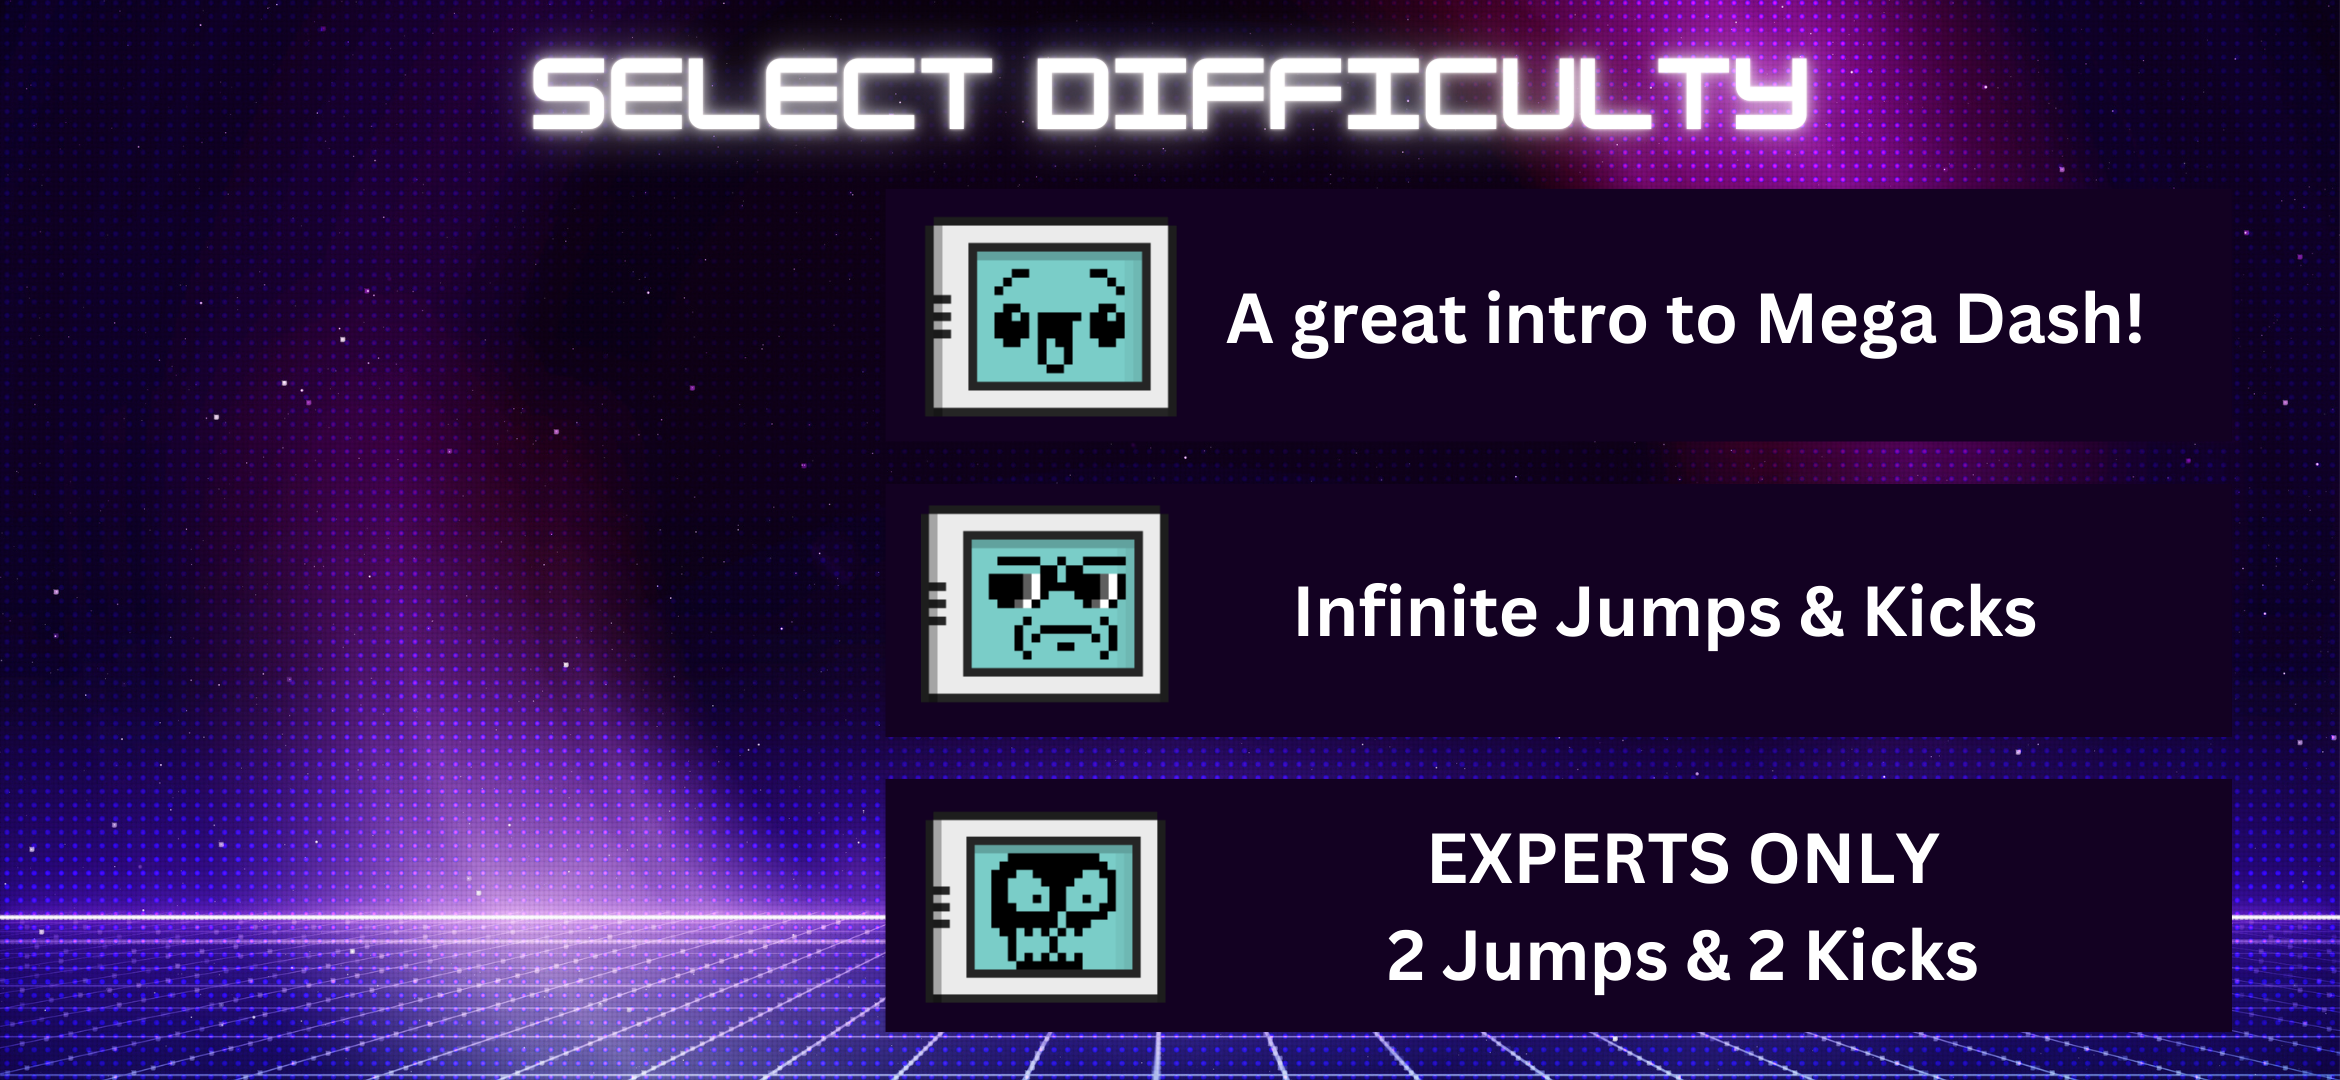 SELECT DIFFICULTY
A great intro to Mega Dash!
Infinite Jumps & Kicks
EXPERTS ONLY
2 Jumps & 2 Kicks